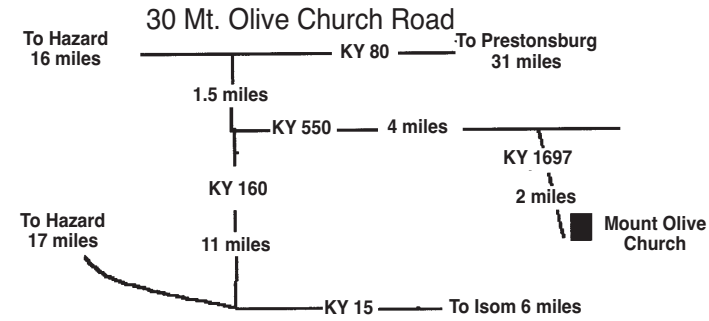 30 Mt. Olive Church Road
To Hazard
16 miles
KY 80
To Prestonsburg
31 miles
1.5 miles
KY 550
4 miles
KY 1697
KY 160
2 miles
To Hazard
17 miles
Mount Olive
Church
11 miles
KY 15
To Isom 6 miles